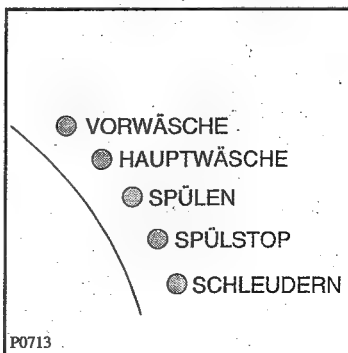 VORWÄSCHE
HAUPTWÄSCHE
SPÜLEN
SPÜLSTOP
SCHLEUDERN
P0713